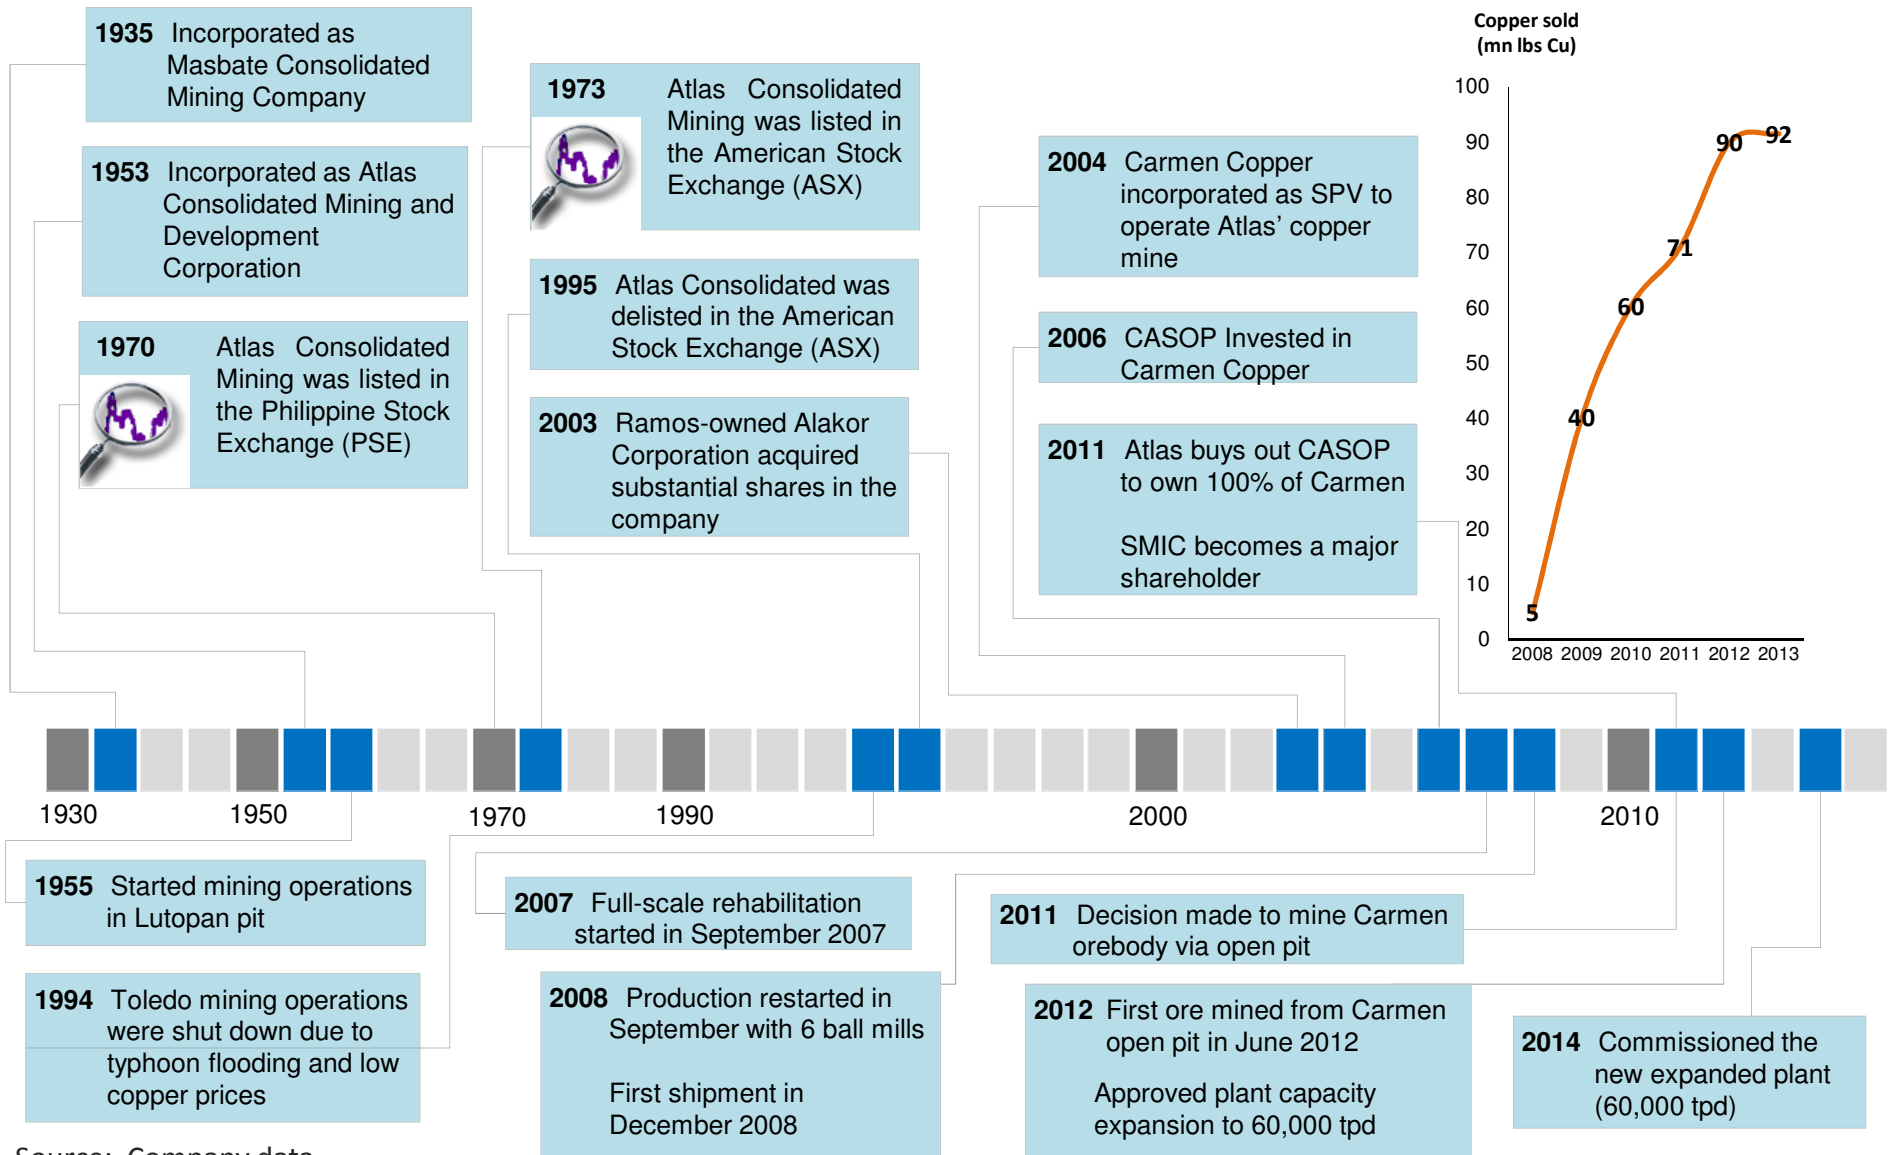 1935 Incorporated as
Masbate Consolidated
Mining Company
1953 Incorporated as Atlas
Consolidated Mining and
Development
Corporation
1970 Atlas Consolidated
Mining was listed in
the Philippine Stock
Exchange (PSE)
1973 Atlas Consolidated
Mining was listed in
the American Stock
Exchange (ASX)
1995 Atlas Consolidated was
delisted in the American
Stock Exchange (ASX)
2003 Ramos-owned Alakor
Corporation acquired
substantial shares in the
company
2004 Carmen Copper
incorporated as SPV to
operate Atlas’ copper
mine
2006 CASOP Invested in
Carmen Copper
2011 Atlas buys out CASOP
to own 100% of Carmen
SMIC becomes a major
shareholder
Copper sold
(mn lbs Cu)
100
90
80
70
60
50
40
30
20
10
0
5
40
60
71
90
92
2008 2009 2010 2011 2012 2013
1930 1950 1970 1990 2000 2010
1955 Started mining operations
in Lutopan pit
1994 Toledo mining operations
were shut down due to
typhoon flooding and low
copper prices
2007 Full-scale rehabilitation
started in September 2007
2008 Production restarted in
September with 6 ball mills
First shipment in
December 2008
2011 Decision made to mine Carmen
orebody via open pit
2012 First ore mined from Carmen
open pit in June 2012
Approved plant capacity
expansion to 60,000 tpd
2014 Commissioned the
new expanded plant
(60,000 tpd)
Source: Company data